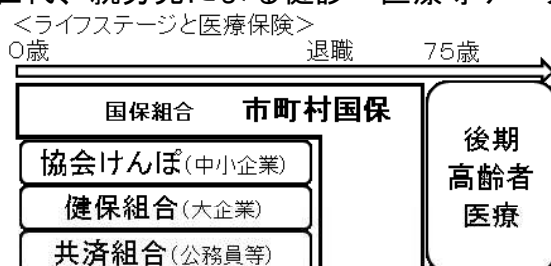 <ライフステージと医療保険>
0歳 退職 75歳
国保組合 市町村国保
協会けんぽ(中小企業)
健保組合(大企業)
共済組合(公務員等)
後期
高齢者
医療